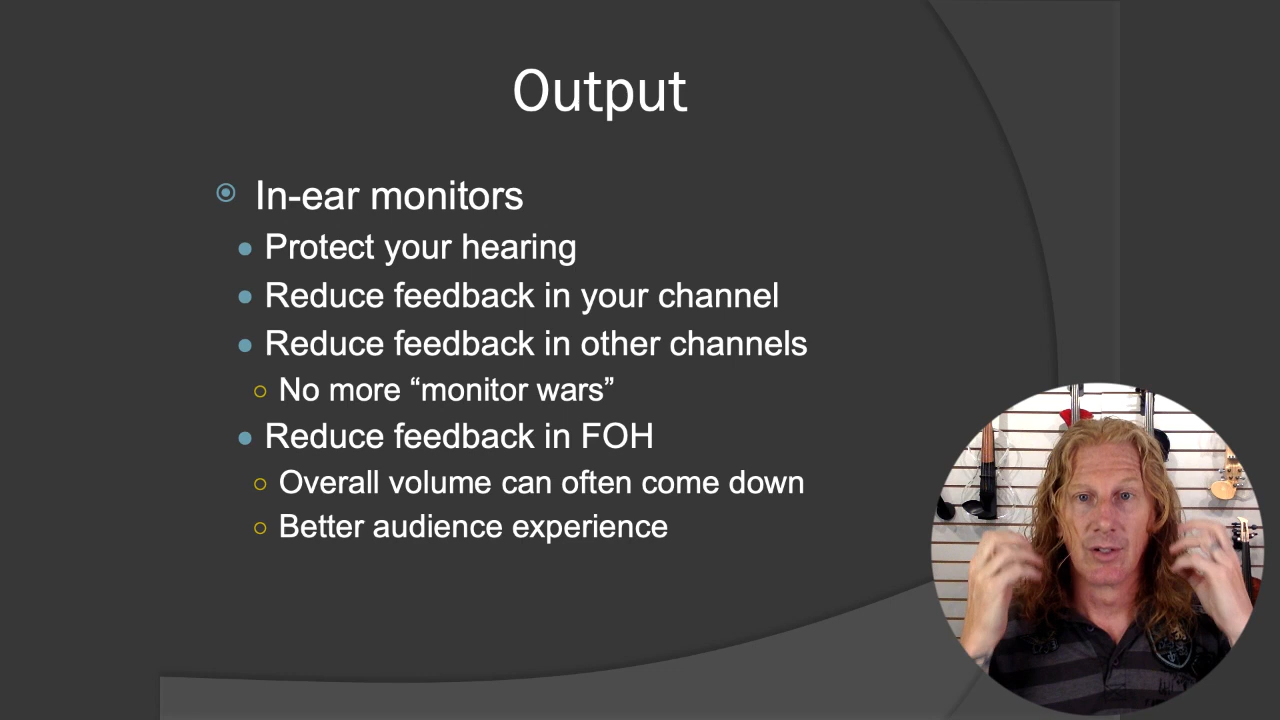 Output
In-ear monitors
Protect your hearing
Reduce feedback in your channel
Reduce feedback in other channels
No more “monitor wars”
Reduce feedback in FOH
Overall volume can often come down
Better audience experience